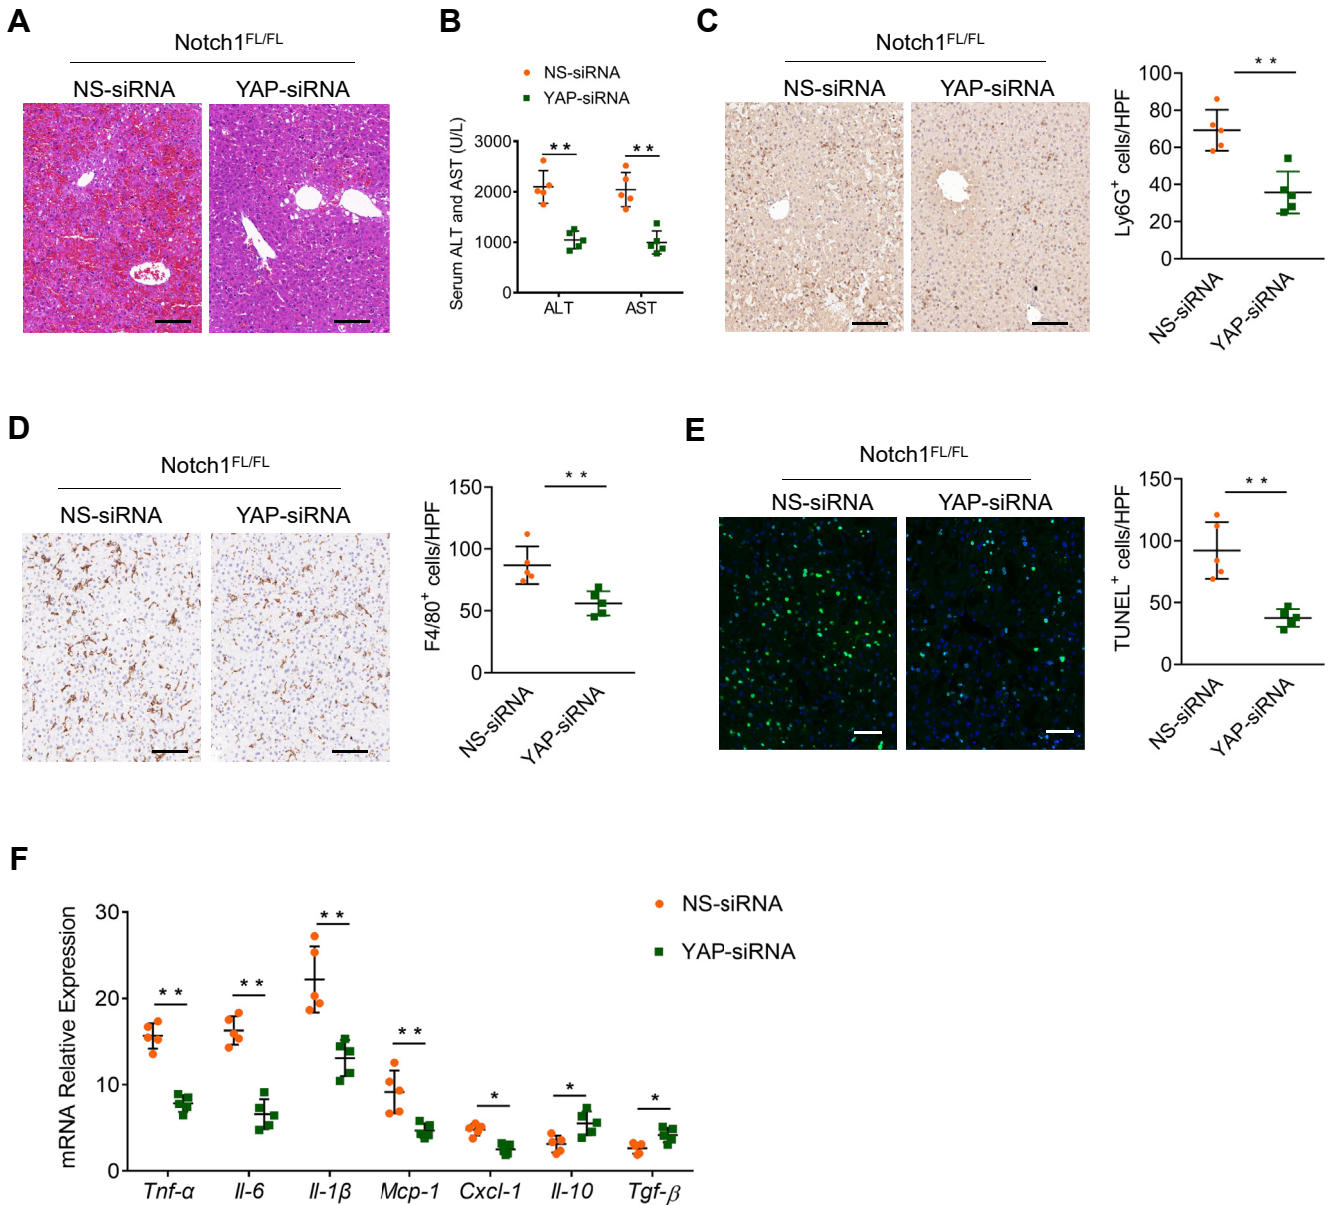 A
Notch1FL/FL
NS-siRNA YAP-siRNA
B
NS-siRNA
YAP-siRNA
Serum ALT and AST (U/L)
3000
2000
1000
0
* * * *
ALT AST
C
Notch1FL/FL
NS-siRNA YAP-siRNA
Ly6G+ cells/HPF
100
80
60
40
20
0
* *
NS-siRNA
YAP-siRNA
D
Notch1FL/FL
NS-siRNA YAP-siRNA
F4/80+ cells/HPF
150
100
50
0
* *
NS-siRNA
YAP-siRNA
E
Notch1FL/FL
NS-siRNA YAP-siRNA
TUNEL+ cells/HPF
150
100
50
0
* *
NS-siRNA
YAP-siRNA
F
mRNA Relative Expression
30
20
10
0
* * * * * * * * * * *
NS-siRNA
YAP-siRNA
Tnf-α Il-6 Il-1β Mcp-1 Cxcl-1 Il-10 Tgf-β